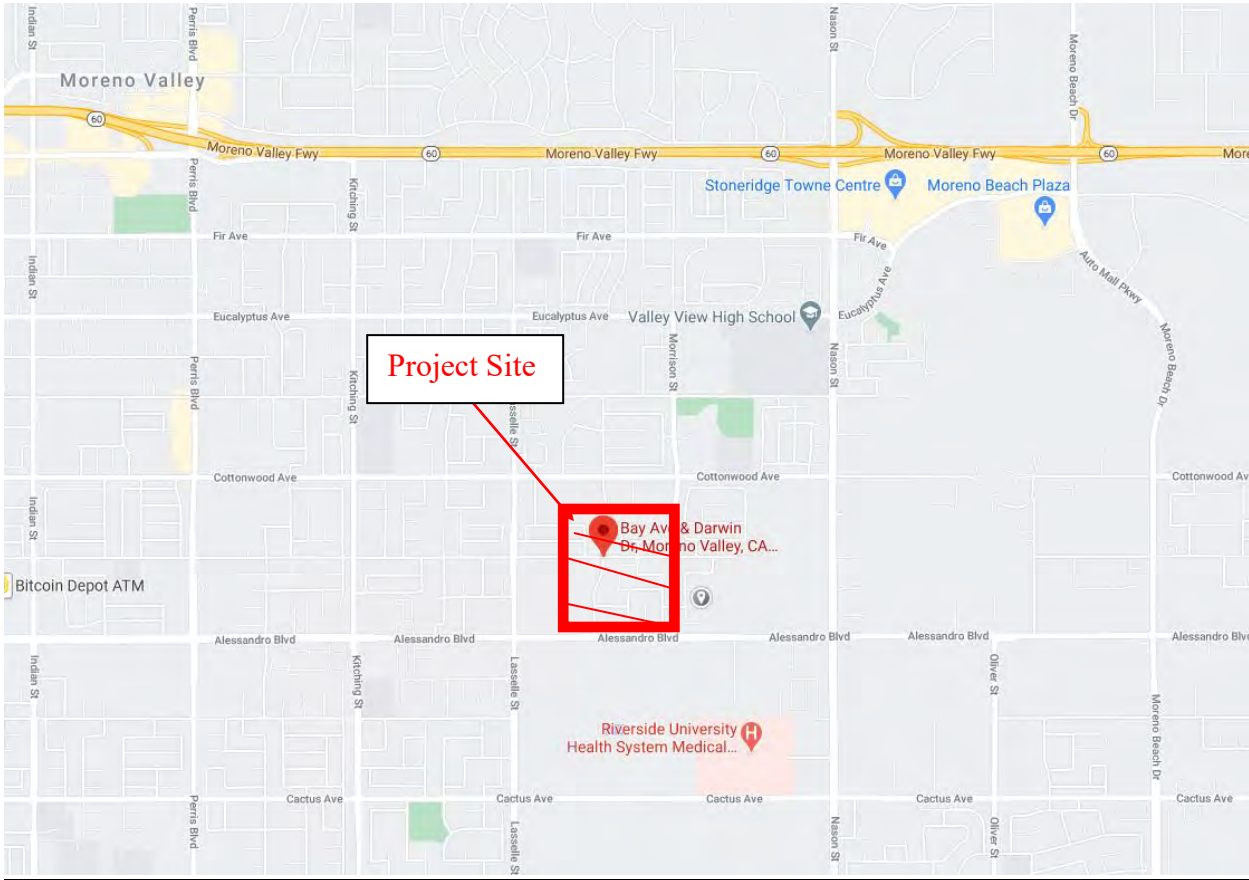 Indian St
Perris Blvd
Nason St
Moreno Beach Dr
Moreno Valley
60
Moreno Valley Fwy
60
Moreno Valley Fwy
60
Moreno Valley Fwy
60
More
Perris Blvd
Kitching St
Stoneridge Towne Centre
Moreno Beach Plaza
Fir Ave
Fir Ave
Fir Ave
Indian St
Auto Mall Pkwy
Eucalyptus Ave
Eucalyptus Ave
Eucalyptus Ave
Valley View High School
Project Site
Perris Blvd
Kitching St
Morrison St
Nason St
Moreno Beach Dr
asselle St
Cottonwood Ave
Cottonwood Ave
Cottonwood Av
Indian St
Bay Ave & Darwin
Dr, Moreno Valley, CA...
Bitcoin Depot ATM
Alessandro Blvd
Alessandro Blvd
Alessandro Blvd
Alessandro Blvd
Alessandro Blvd
Alessandro Blv
Indian St
Kitching St
Lasselle St
Oliver St
Moreno Beach Dr
Riverside University
Health System Medical...
H
Cactus Ave
Cactus Ave
Cactus Ave
Cactus Ave
Cactus Ave
Perris Blvd
Lasselle St
Nason St
Oliver St